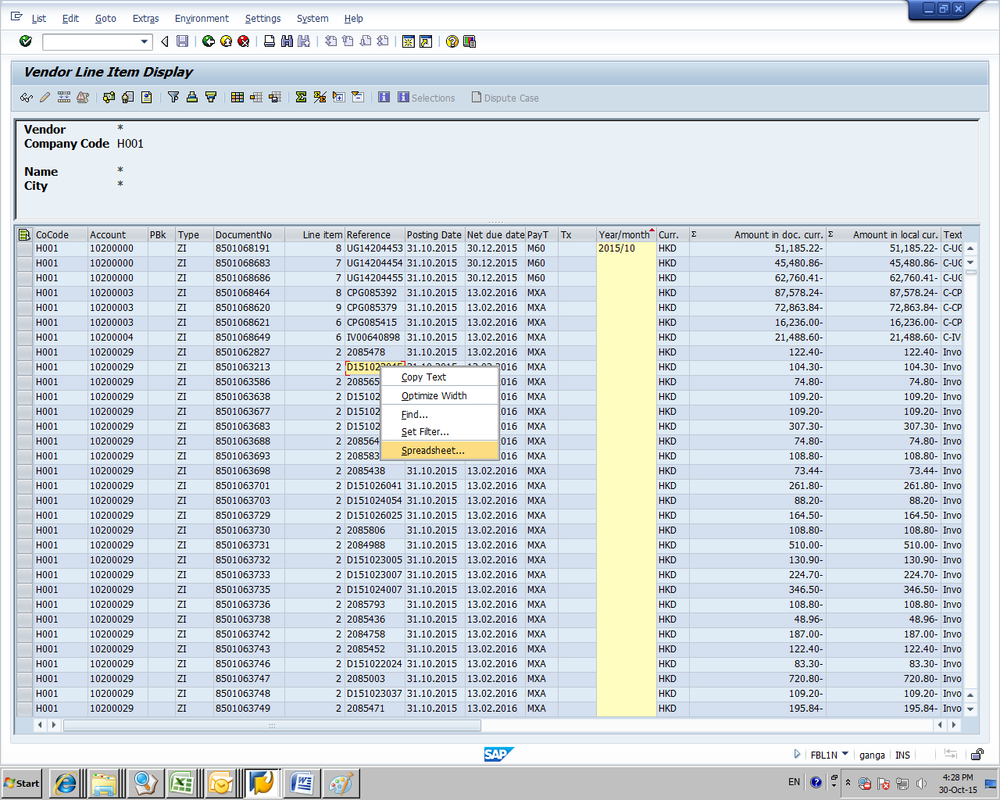 List Edit Goto Extras Environment Settings System Help
Vendor Line Item Display
Selections Dispute Case
Vendor *
Company Code H001
Name *
City *
CoCode Account PBk Type DocumentNo Line item Reference Posting Date Net due date PayT Tx Year/month Curr. Σ Amount in doc. curr. Σ Amount in local cur. Text
H001 10200000 ZI 8501068191 8 UG14204453 31.10.2015 30.12.2015 M60 2015/10 HKD 51,185.22- 51,185.22- C-UG
H001 10200000 ZI 8501068683 7 UG14204454 31.10.2015 30.12.2015 M60 HKD 45,480.86- 45,480.86- C-UG
H001 10200000 ZI 8501068686 7 UG14204455 31.10.2015 30.12.2015 M60 HKD 62,760.41- 62,760.41- C-UG
H001 10200003 ZI 8501068464 8 CPG085392 31.10.2015 13.02.2016 MXA HKD 87,578.24- 87,578.24- C-CP
H001 10200003 ZI 8501068620 9 CPG085379 31.10.2015 13.02.2016 MXA HKD 72,863.84- 72,863.84- C-CP
H001 10200003 ZI 8501068621 6 CPG085415 31.10.2015 13.02.2016 MXA HKD 16,236.00- 16,236.00- C-CP
H001 10200004 ZI 8501068649 6 IV00640898 31.10.2015 13.02.2016 MXA HKD 21,488.60- 21,488.60- C-IV
H001 10200029 ZI 8501062827 2 2085478 31.10.2015 13.02.2016 MXA HKD 122.40- 122.40- Invo
H001 10200029 ZI 8501063213 2 016 MXA HKD 104.30- 104.30- Invo
Copy Text
H001 10200029 ZI 8501063586 2 208565 016 MXA HKD 74.80- 74.80- Invo
Optimize Width
H001 10200029 ZI 8501063638 2 D1510 016 MXA HKD 109.20- 109.20- Invo
H001 10200029 ZI 8501063677 2 D1510 016 MXA HKD 109.20- 109.20- Invo
Find...
H001 10200029 ZI 8501063683 2 D1510 016 MXA HKD 307.30- 307.30- Invo
Set Filter...
H001 10200029 ZI 8501063688 2 208564 016 MXA HKD 74.80- 74.80- Invo
Spreadsheet...
H001 10200029 ZI 8501063693 2 208583 016 MXA HKD 108.80- 108.80- Invo
H001 10200029 ZI 8501063698 2 2085438 31.10.2015 13.02.2016 MXA HKD 73.44- 73.44- Invo
H001 10200029 ZI 8501063701 2 D151026041 31.10.2015 13.02.2016 MXA HKD 261.80- 261.80- Invo
H001 10200029 ZI 8501063703 2 D151024054 31.10.2015 13.02.2016 MXA HKD 88.20- 88.20- Invo
H001 10200029 ZI 8501063729 2 D151026025 31.10.2015 13.02.2016 MXA HKD 164.50- 164.50- Invo
H001 10200029 ZI 8501063730 2 2085806 31.10.2015 13.02.2016 MXA HKD 108.80- 108.80- Invo
H001 10200029 ZI 8501063731 2 2084988 31.10.2015 13.02.2016 MXA HKD 510.00- 510.00- Invo
H001 10200029 ZI 8501063732 2 D151023005 31.10.2015 13.02.2016 MXA HKD 130.90- 130.90- Invo
H001 10200029 ZI 8501063733 2 D151023007 31.10.2015 13.02.2016 MXA HKD 224.70- 224.70- Invo
H001 10200029 ZI 8501063735 2 D151024007 31.10.2015 13.02.2016 MXA HKD 346.50- 346.50- Invo
H001 10200029 ZI 8501063736 2 2085793 31.10.2015 13.02.2016 MXA HKD 108.80- 108.80- Invo
H001 10200029 ZI 8501063738 2 2085436 31.10.2015 13.02.2016 MXA HKD 48.96- 48.96- Invo
H001 10200029 ZI 8501063742 2 2084758 31.10.2015 13.02.2016 MXA HKD 187.00- 187.00- Invo
H001 10200029 ZI 8501063743 2 2085452 31.10.2015 13.02.2016 MXA HKD 122.40- 122.40- Invo
H001 10200029 ZI 8501063746 2 D151022024 31.10.2015 13.02.2016 MXA HKD 83.30- 83.30- Invo
H001 10200029 ZI 8501063747 2 2085003 31.10.2015 13.02.2016 MXA HKD 720.80- 720.80- Invo
H001 10200029 ZI 8501063748 2 D151023037 31.10.2015 13.02.2016 MXA HKD 109.20- 109.20- Invo
H001 10200029 ZI 8501063749 2 2085471 31.10.2015 13.02.2016 MXA HKD 195.84- 195.84- Invo
SAP FBL1N ganga INS
Start EN 4:28 PM
30-Oct-15